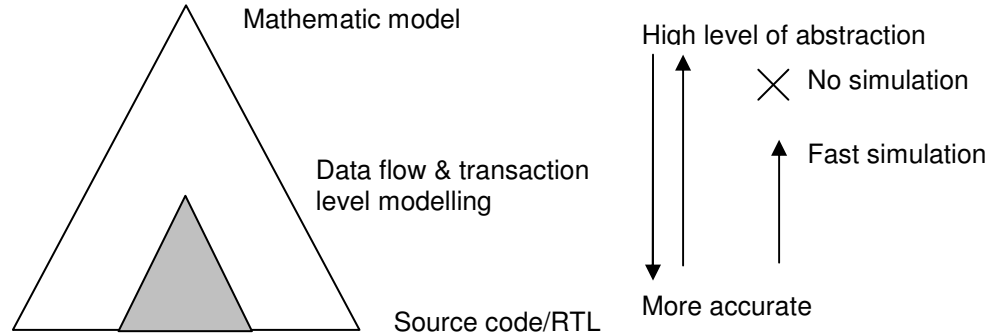 Mathematic model
High level of abstraction
No simulation
Fast simulation
Data flow & transaction
level modelling
More accurate
Source code/RTL